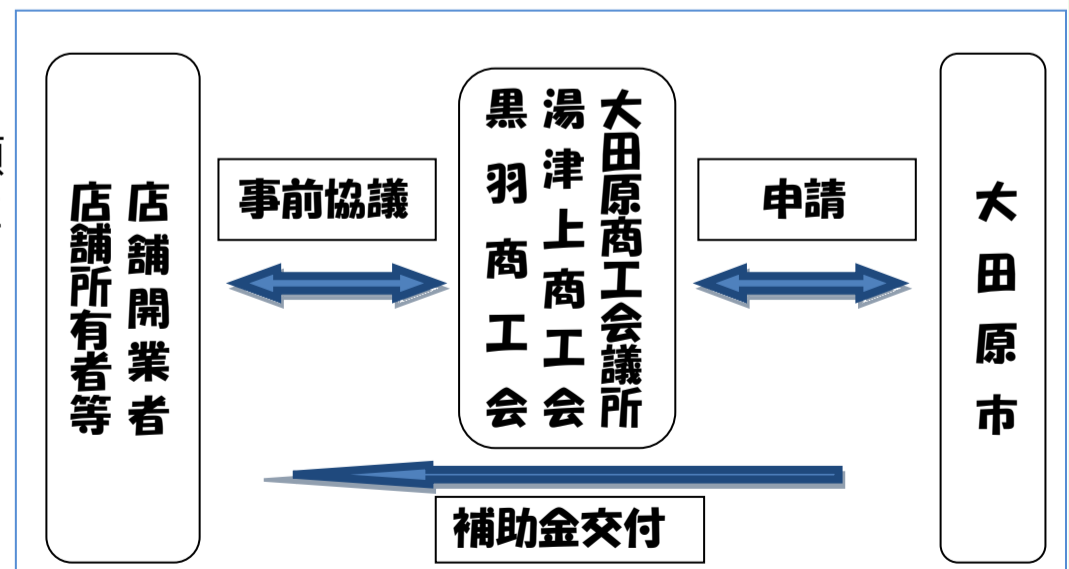 店舗開業者
店舗所有者等
事前協議
大田原商工会議所
湯津上商工会
黒羽商工会
申請
大田原市
補助金交付